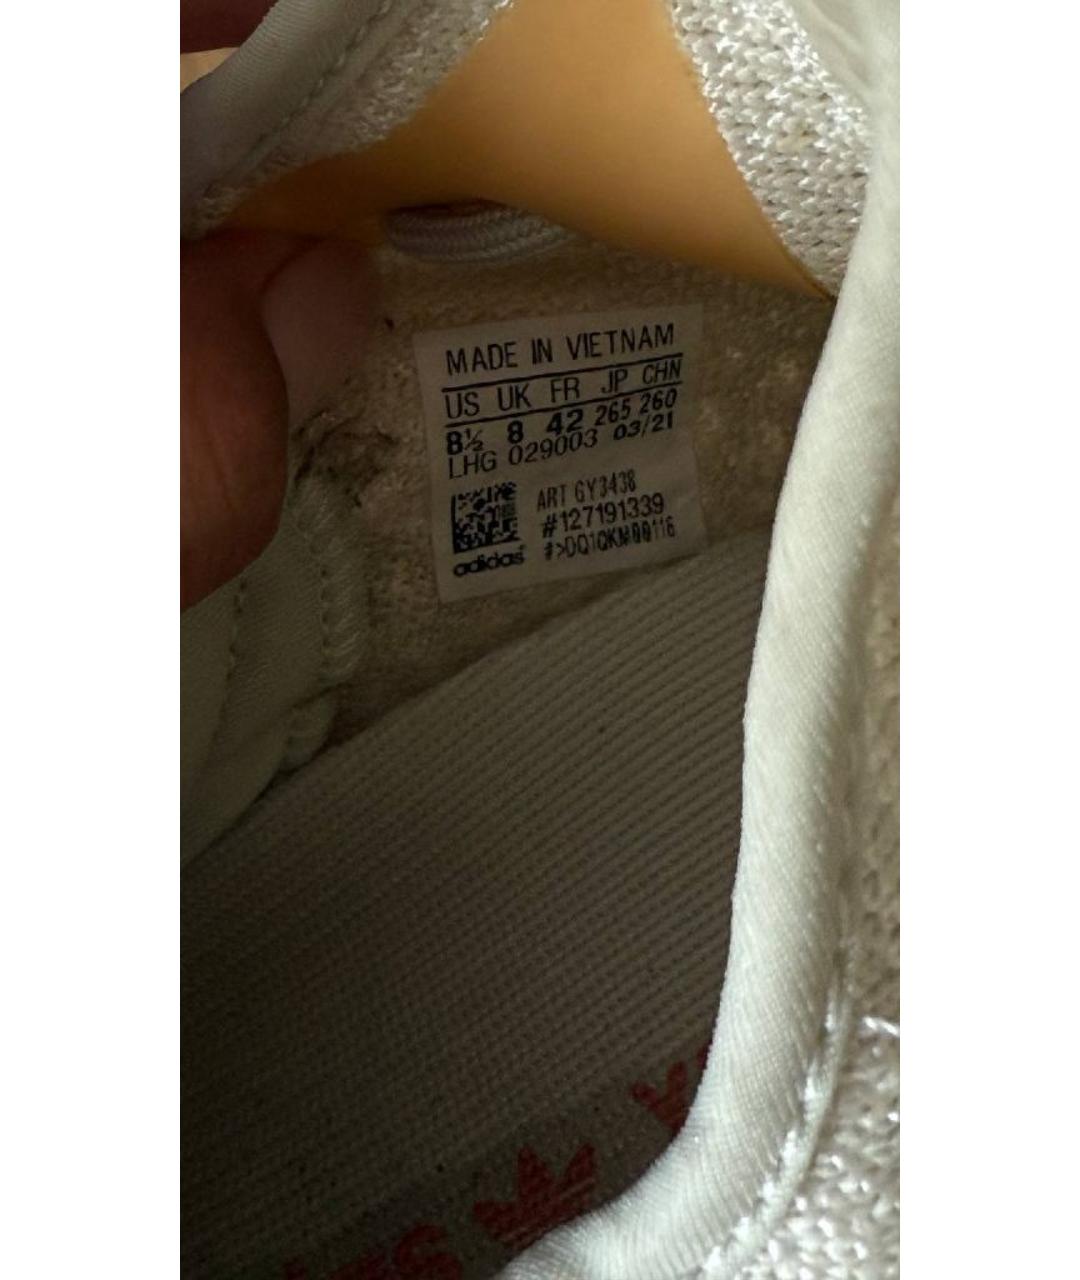 MADE IN VIETNAM
US UK FR JP CHN
8½ 8 42 265 260
LHG 029003 03/21
ART GY3438
#127191339
#>DQ1QKM00116
adidas